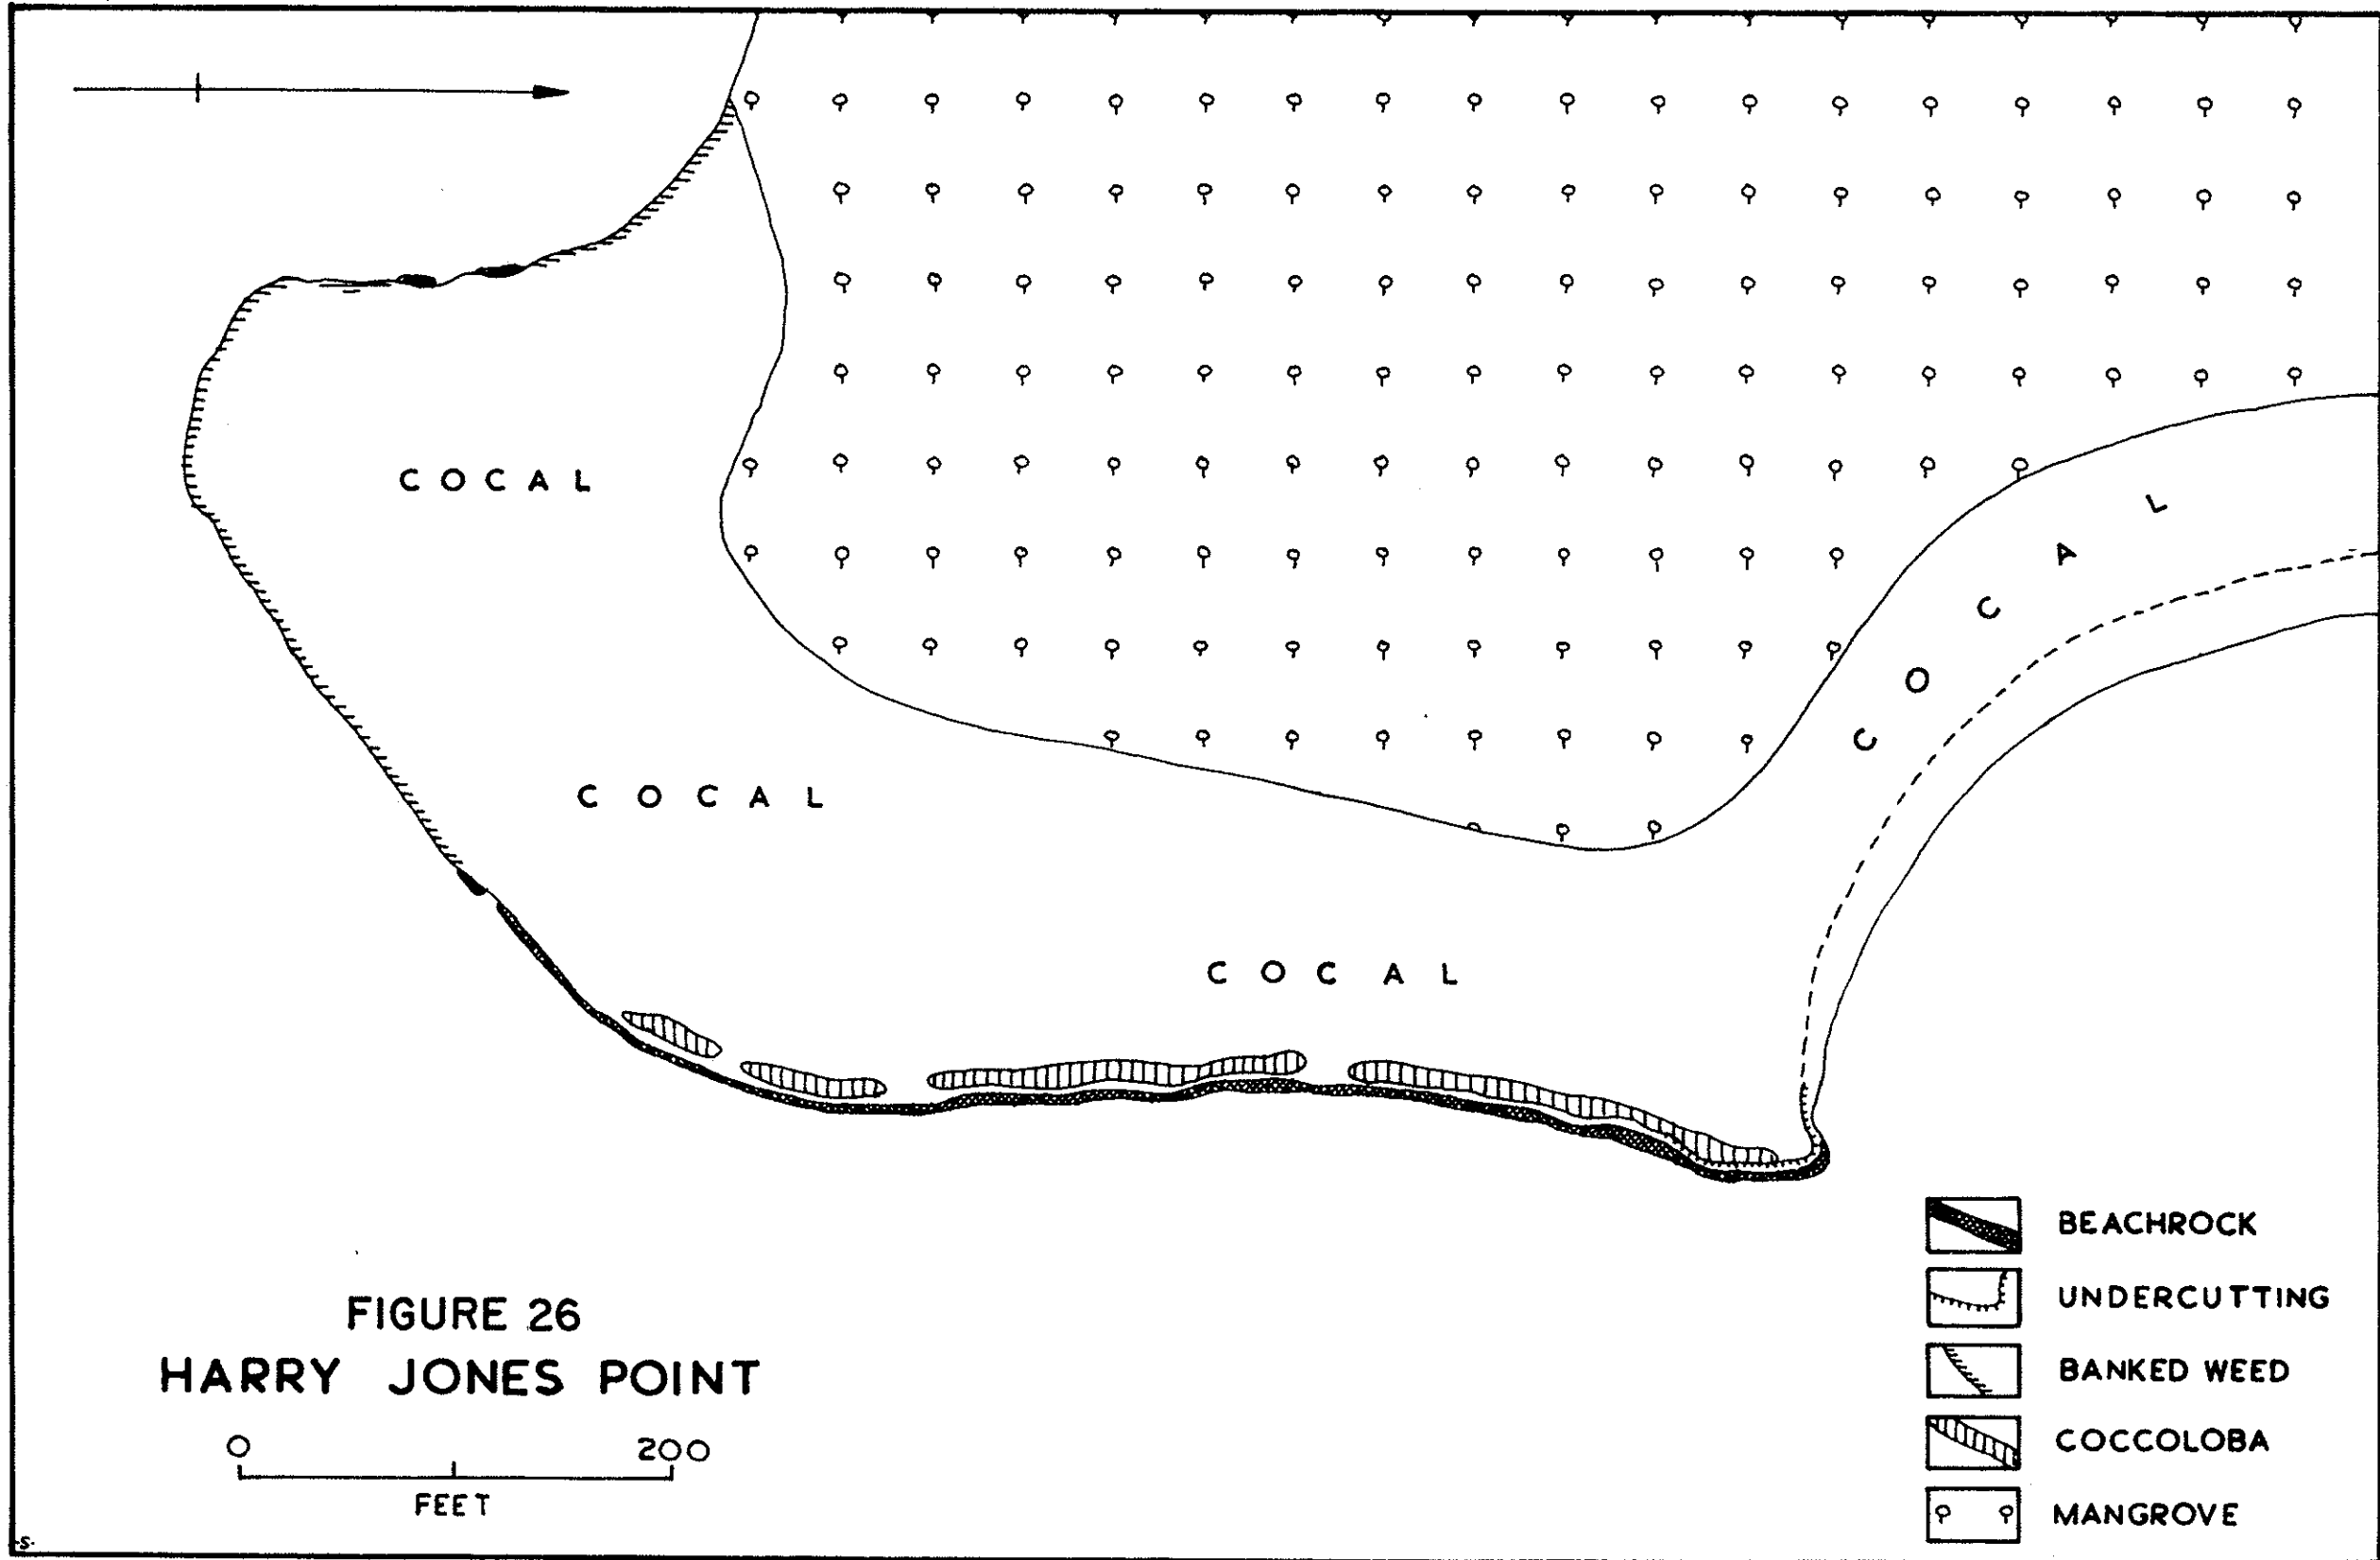 COCAL
COCAL
COCAL
COCAL
FIGURE 26
HARRY JONES POINT
0 200
FEET
BEACHROCK
UNDERCUTTING
BANKED WEED
COCCOLOBA
MANGROVE
-S-